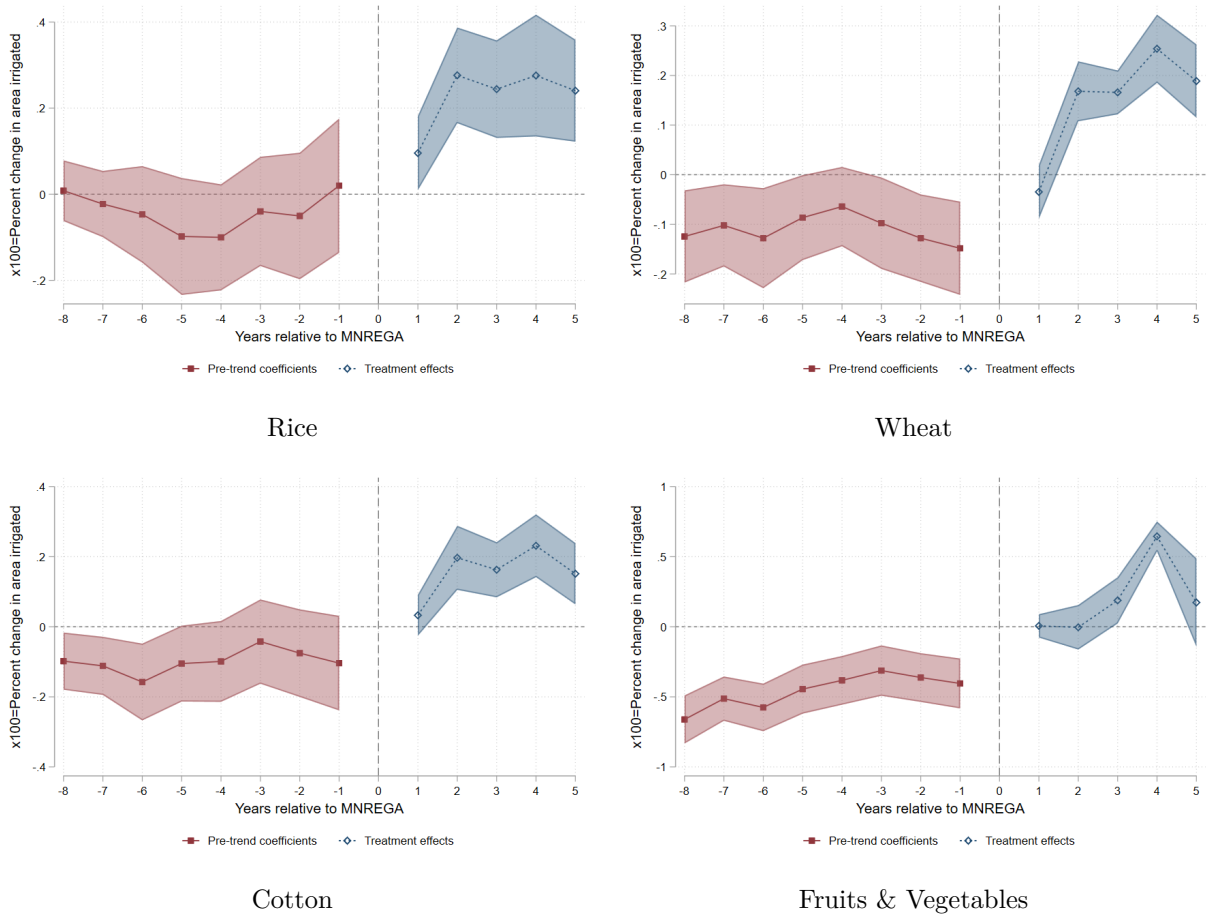 x100=Percent change in area irrigated
.4
.2
0
-.2
-8 -7 -6 -5 -4 -3 -2 -1 0 1 2 3 4 5
Years relative to MNREGA
Pre-trend coefficients Treatment effects
Rice
x100=Percent change in area irrigated
.3
.2
.1
0
-.1
-.2
-8 -7 -6 -5 -4 -3 -2 -1 0 1 2 3 4 5
Years relative to MNREGA
Pre-trend coefficients Treatment effects
Wheat
x100=Percent change in area irrigated
.4
.2
0
-.2
-.4
-8 -7 -6 -5 -4 -3 -2 -1 0 1 2 3 4 5
Years relative to MNREGA
Pre-trend coefficients Treatment effects
Cotton
x100=Percent change in area irrigated
1
.5
0
-.5
-1
-8 -7 -6 -5 -4 -3 -2 -1 0 1 2 3 4 5
Years relative to MNREGA
Pre-trend coefficients Treatment effects
Fruits & Vegetables